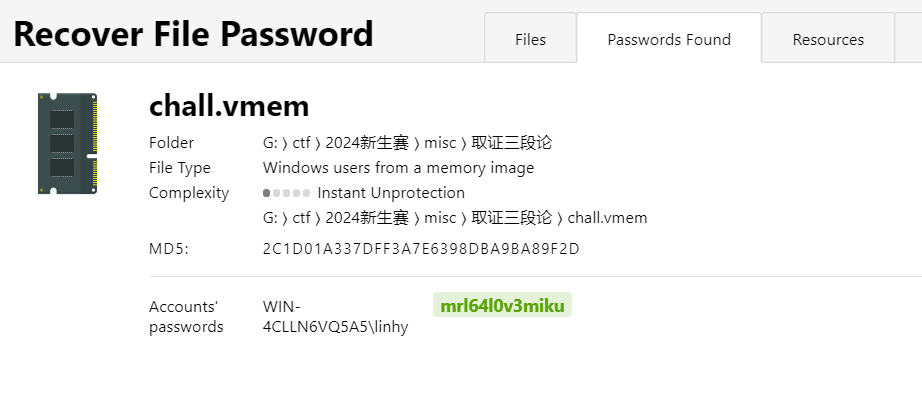 Recover File Password
Files
Passwords Found
Resources
chall.vmem
Folder
G: ⟩ ctf ⟩ 2024新生赛 ⟩ misc ⟩ 取证三段论
File Type
Windows users from a memory image
Complexity
Instant Unprotection
G: ⟩ ctf ⟩ 2024新生赛 ⟩ misc ⟩ 取证三段论 ⟩ chall.vmem
MD5:
2C1D01A337DFF3A7E6398DBA9BA89F2D
Accounts'
passwords
WIN-
4CLLN6VQ5A5\linhy
mrl64l0v3miku